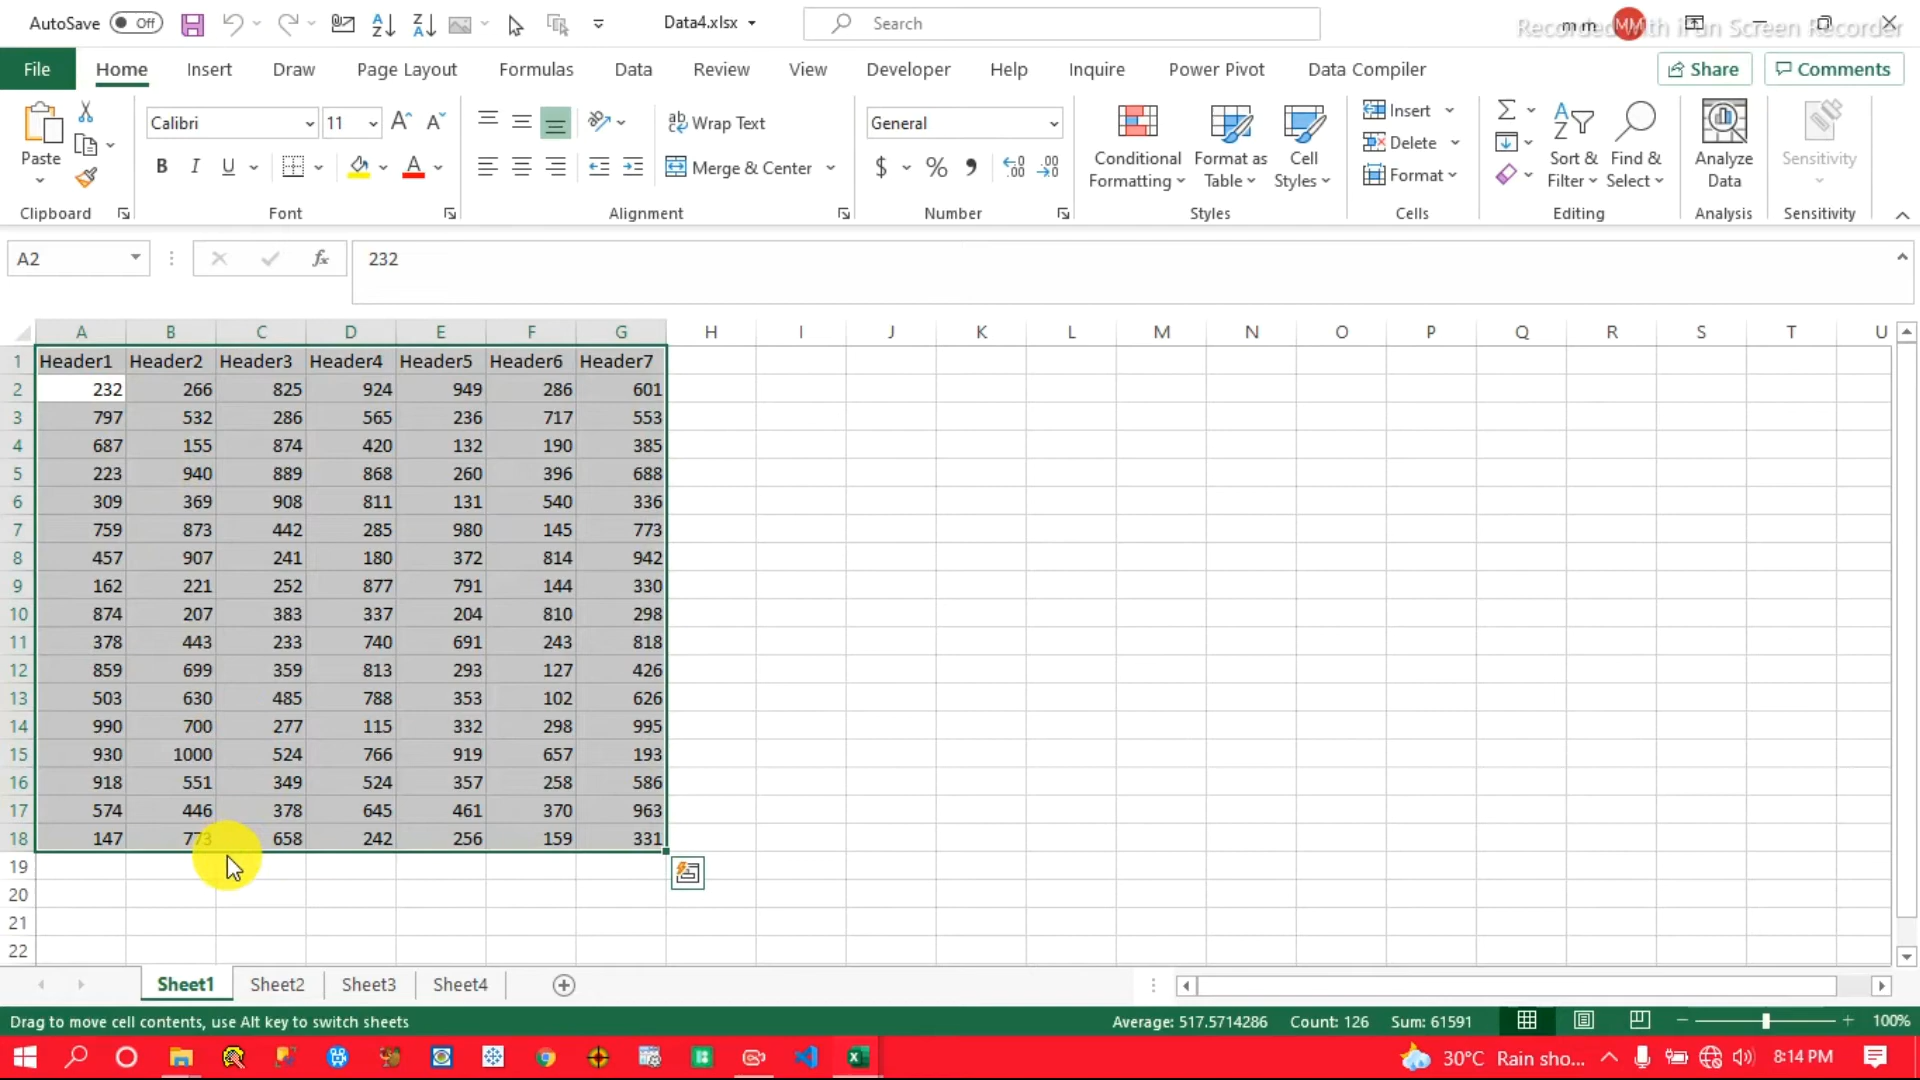 AutoSave Off Data4.xlsx Search m m MM Recorded with iFun Screen Recorder
File Home Insert Draw Page Layout Formulas Data Review View Developer Help Inquire Power Pivot Data Compiler Share Comments
Paste Calibri 11 Wrap Text General Conditional Formatting Format as Table Cell Styles Insert Sort & Filter Find & Select Analyze Data Sensitivity
B I U Merge & Center $ % Delete
Format
Clipboard Font Alignment Number Styles Cells Editing Analysis Sensitivity
A2 fx 232
A B C D E F G H I J K L M N O P Q R S T U
1 Header1 Header2 Header3 Header4 Header5 Header6 Header7
2 232 266 825 924 949 286 601
3 797 532 286 565 236 717 553
4 687 155 874 420 132 190 385
5 223 940 889 868 260 396 688
6 309 369 908 811 131 540 336
7 759 873 442 285 980 145 773
8 457 907 241 180 372 814 942
9 162 221 252 877 791 144 330
10 874 207 383 337 204 810 298
11 378 443 233 740 691 243 818
12 859 699 359 813 293 127 426
13 503 630 485 788 353 102 626
14 990 700 277 115 332 298 995
15 930 1000 524 766 919 657 193
16 918 551 349 524 357 258 586
17 574 446 378 645 461 370 963
18 147 773 658 242 256 159 331
19
20
21
22
Sheet1 Sheet2 Sheet3 Sheet4
Drag to move cell contents, use Alt key to switch sheets Average: 517.5714286 Count: 126 Sum: 61591 100%
30°C Rain sho... 8:14 PM